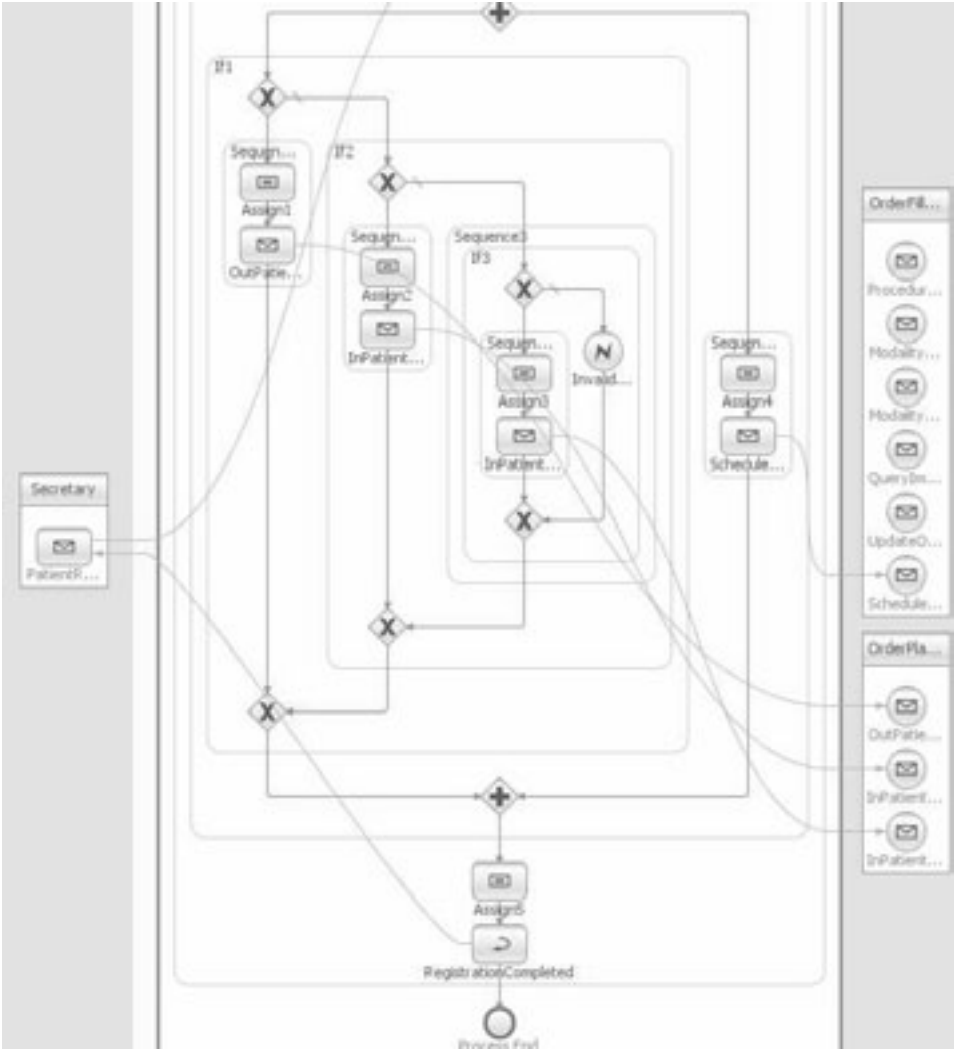 If1
Sequen...
If2
Assign1
OutPatie...
Sequen...
Assign2
InPatient...
Sequence3
If3
Sequen...
Assign3
InPatient...
Invalid...
Sequen...
Assign4
Schedule...
OrderFill...
Procedur...
Modality...
Modality...
QueryIm...
UpdateO...
Schedule...
Secretary
PatientR...
OrderPla...
OutPatie...
InPatient...
InPatient...
Assign5
RegistrationCompleted
Process End